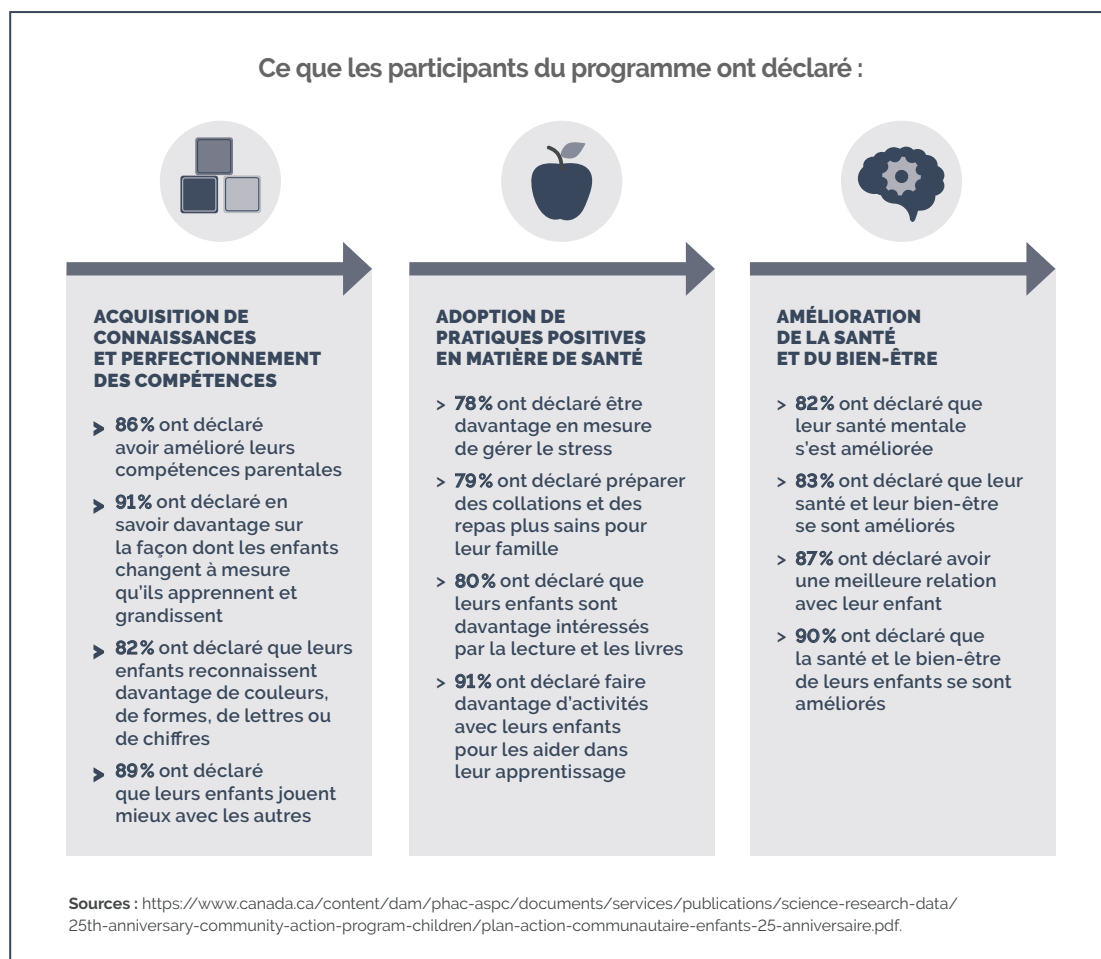 Ce que les participants du programme ont déclaré :
ACQUISITION DE
CONNAISSANCES
ET PERFECTIONNEMENT
DES COMPÉTENCES
> 86 % ont déclaré
avoir amélioré leurs
compétences parentales
> 91 % ont déclaré en
savoir davantage sur
la façon dont les enfants
changent à mesure
qu'ils apprennent et
grandissent
> 82 % ont déclaré que leurs
enfants reconnaissent
davantage de couleurs,
de formes, de lettres ou
de chiffres
> 89 % ont déclaré
que leurs enfants jouent
mieux avec les autres
ADOPTION DE
PRATIQUES POSITIVES
EN MATIÈRE DE SANTÉ
> 78 % ont déclaré être
davantage en mesure
de gérer le stress
> 79 % ont déclaré préparer
des collations et des
repas plus sains pour
leur famille
> 80 % ont déclaré que
leurs enfants sont
davantage intéressés
par la lecture et les livres
> 91 % ont déclaré faire
davantage d'activités
avec leurs enfants
pour les aider dans
leur apprentissage
AMÉLIORATION
DE LA SANTÉ
ET DU BIEN-ÊTRE
> 82 % ont déclaré que
leur santé mentale
s'est améliorée
> 83 % ont déclaré que leur
santé et leur bien-être
se sont améliorés
> 87 % ont déclaré avoir
une meilleure relation
avec leur enfant
> 90 % ont déclaré que
la santé et le bien-être
de leurs enfants se sont
améliorés
Sources : https://www.canada.ca/content/dam/phac-aspc/documents/services/publications/science-research-data/
25th-anniversary-community-action-program-children/plan-action-communautaire-enfants-25-anniversaire.pdf.